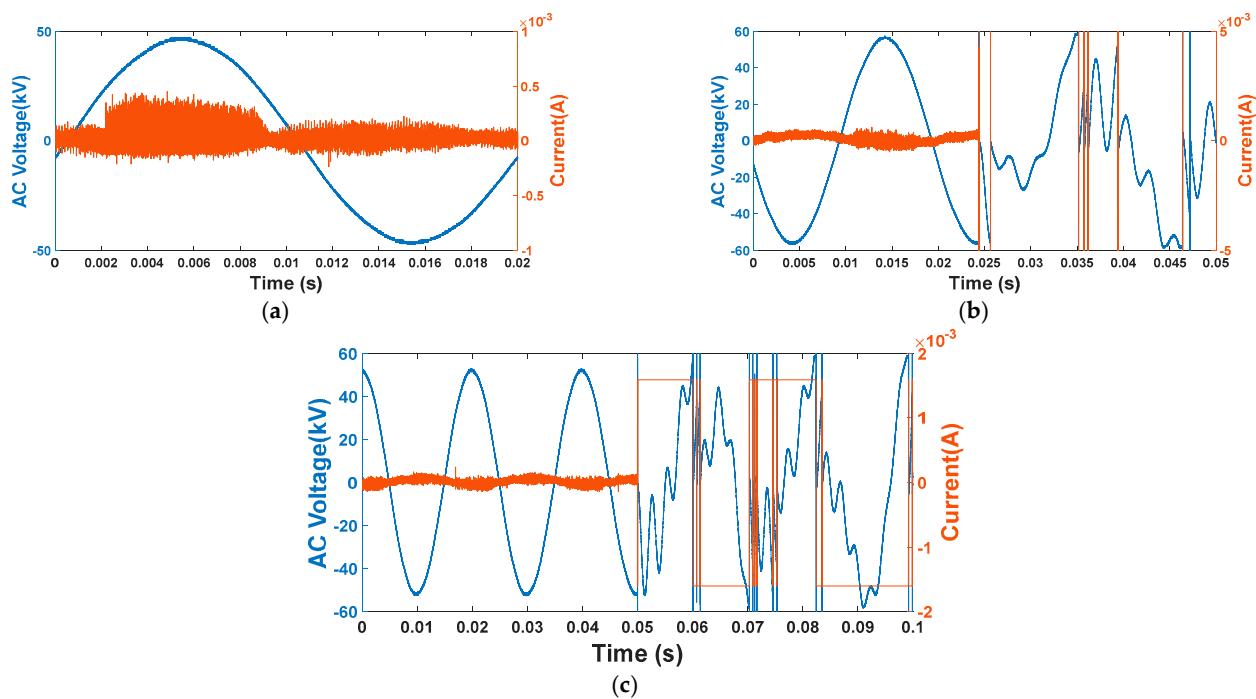 ×10⁻³
50
0
-50
AC Voltage(kV)
1
0.5
0
-0.5
-1
Current(A)
0 0.002 0.004 0.006 0.008 0.01 0.012 0.014 0.016 0.018 0.02
Time (s)
(a)
×10⁻³
60
40
20
0
-20
-40
-60
AC Voltage(kV)
5
0
-5
Current(A)
0 0.005 0.01 0.015 0.02 0.025 0.03 0.035 0.04 0.045 0.05
Time (s)
(b)
×10⁻³
60
40
20
0
-20
-40
-60
AC Voltage(kV)
2
1
0
-1
-2
Current(A)
0 0.01 0.02 0.03 0.04 0.05 0.06 0.07 0.08 0.09 0.1
Time (s)
(c)